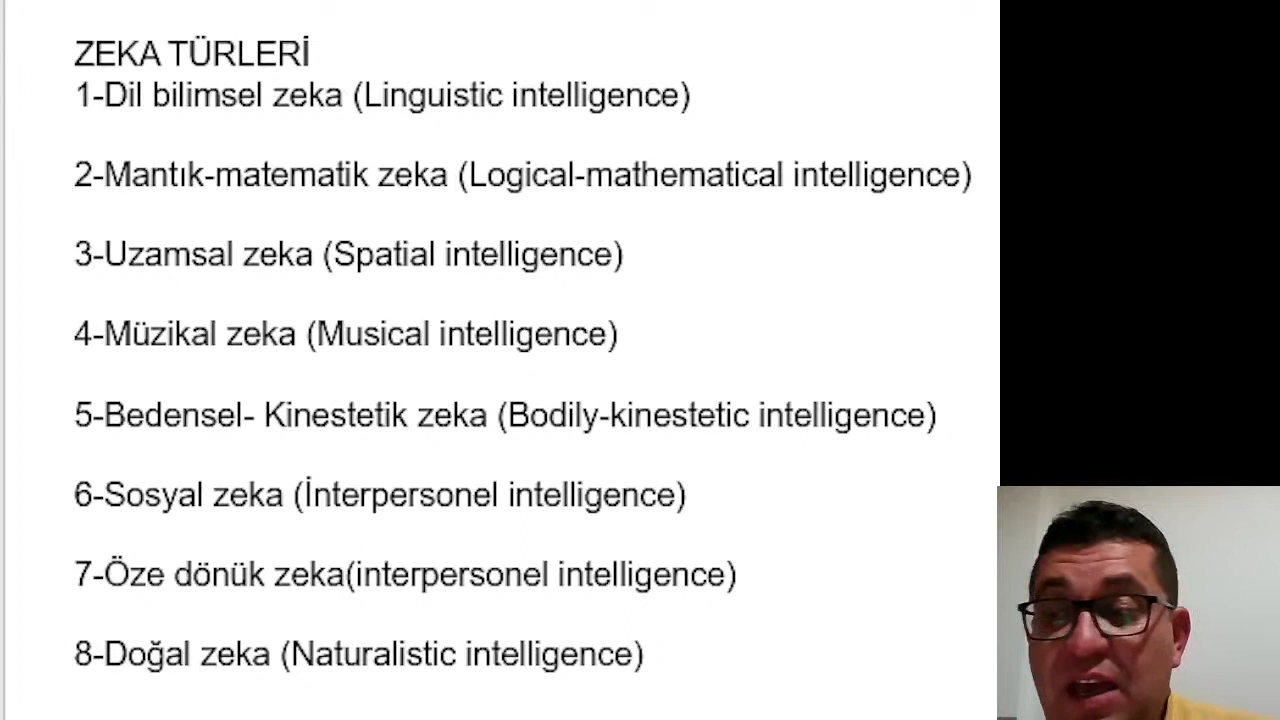 ZEKA TÜRLERİ
1-Dil bilimsel zeka (Linguistic intelligence)
2-Mantık-matematik zeka (Logical-mathematical intelligence)
3-Uzamsal zeka (Spatial intelligence)
4-Müzikal zeka (Musical intelligence)
5-Bedensel- Kinestetik zeka (Bodily-kinestetic intelligence)
6-Sosyal zeka (İnterpersonel intelligence)
7-Öze dönük zeka(interpersonel intelligence)
8-Doğal zeka (Naturalistic intelligence)